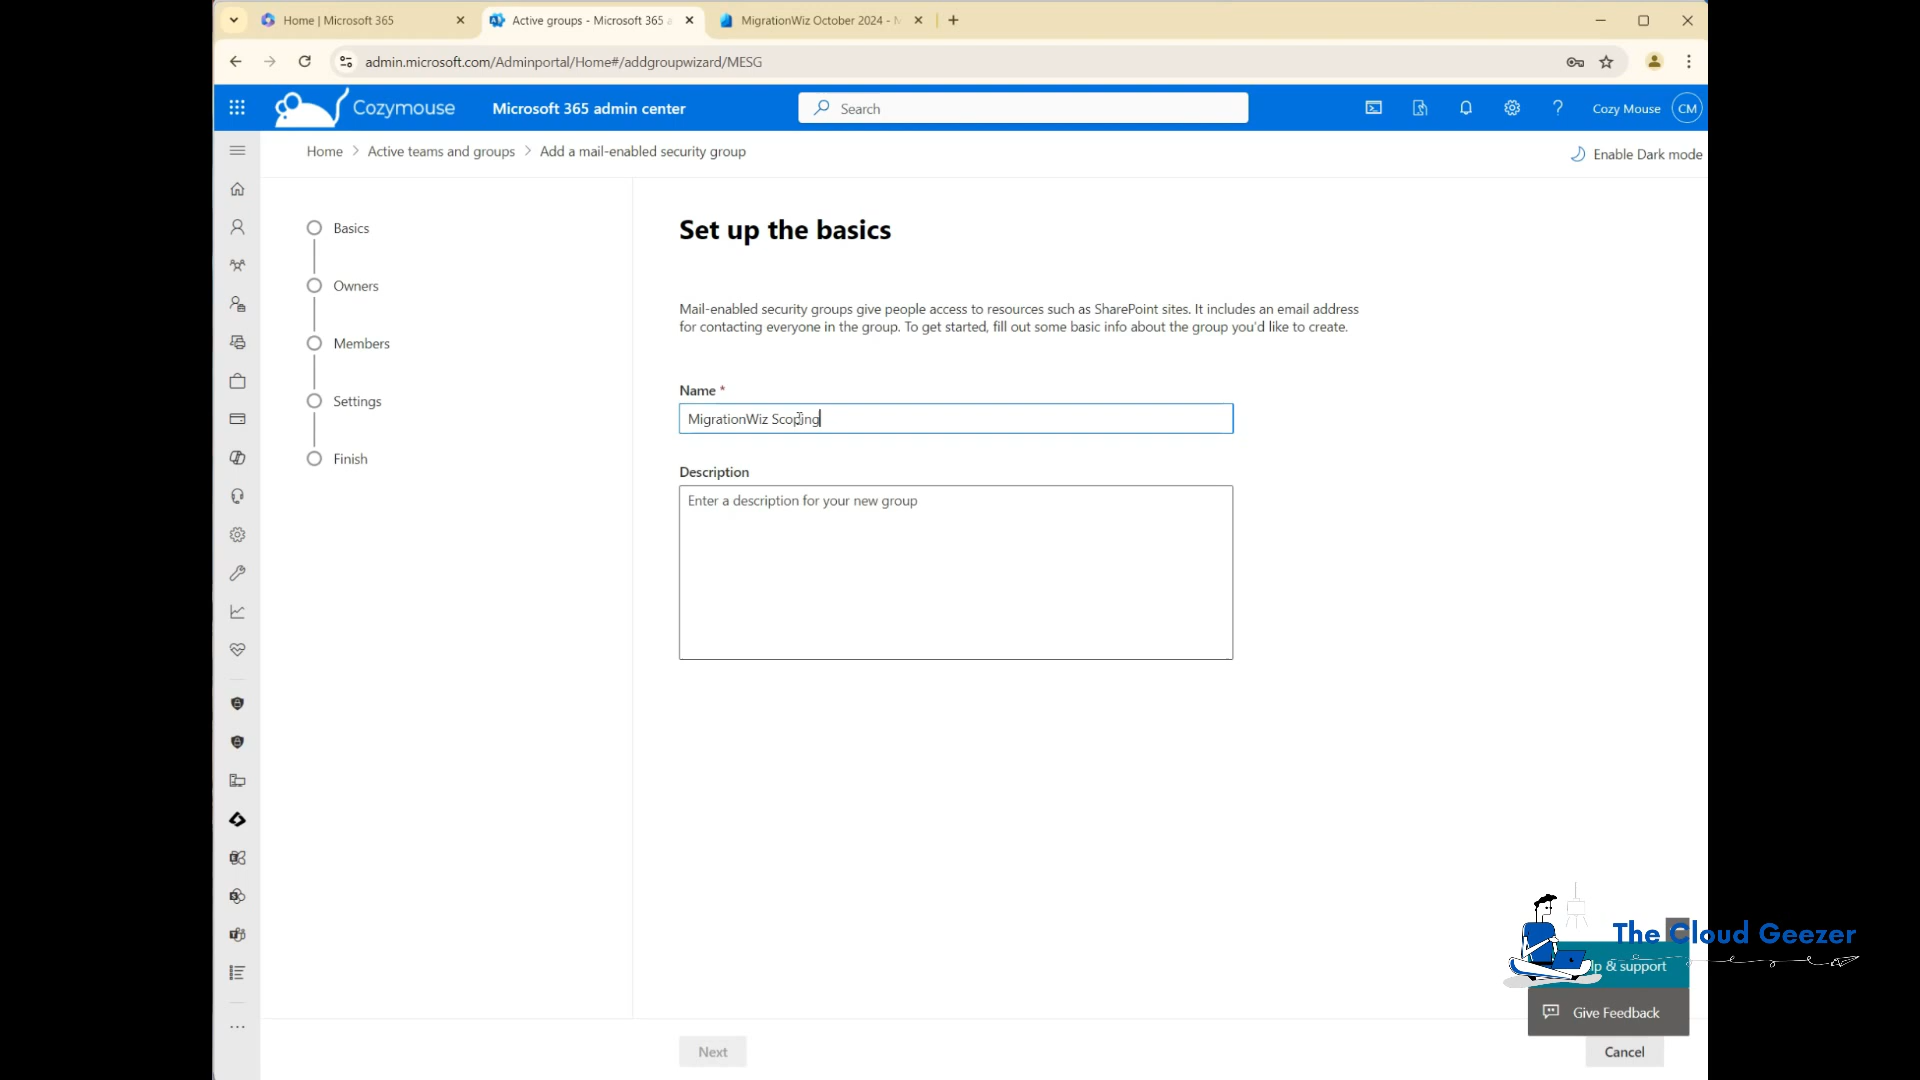 Home | Microsoft 365
Active groups - Microsoft 365 a
MigrationWiz October 2024 - M
admin.microsoft.com/Adminportal/Home#/addgroupwizard/MESG
Cozymouse
Microsoft 365 admin center
Search
Cozy Mouse
CM
Home > Active teams and groups > Add a mail-enabled security group
Enable Dark mode
Basics
Owners
Members
Settings
Finish
Set up the basics
Mail-enabled security groups give people access to resources such as SharePoint sites. It includes an email address
for contacting everyone in the group. To get started, fill out some basic info about the group you'd like to create.
Name *
MigrationWiz Scoping
Description
Enter a description for your new group
The Cloud Geezer
lp & support
Give Feedback
Next
Cancel